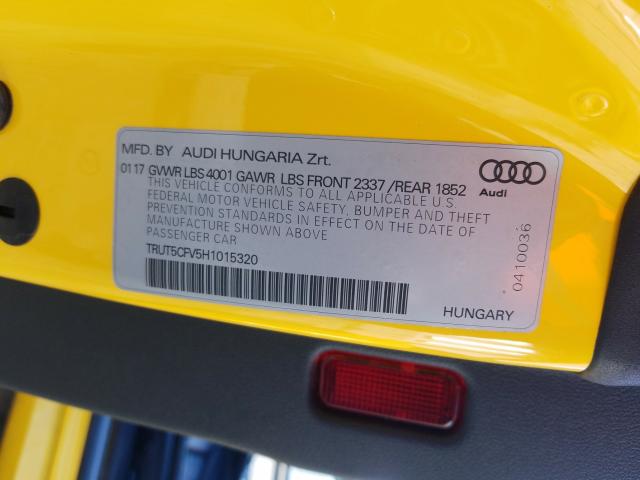 MFD. BY AUDI HUNGARIA Zrt.
01 17 GVWR LBS 4001 GAWR LBS FRONT 2337 / REAR 1852
THIS VEHICLE CONFORMS TO ALL APPLICABLE U.S.
FEDERAL MOTOR VEHICLE SAFETY, BUMPER AND THEFT
PREVENTION STANDARDS IN EFFECT ON THE DATE OF
MANUFACTURE SHOWN ABOVE
PASSENGER CAR
TRUT5CFV5H1015320
Audi
0410036
HUNGARY